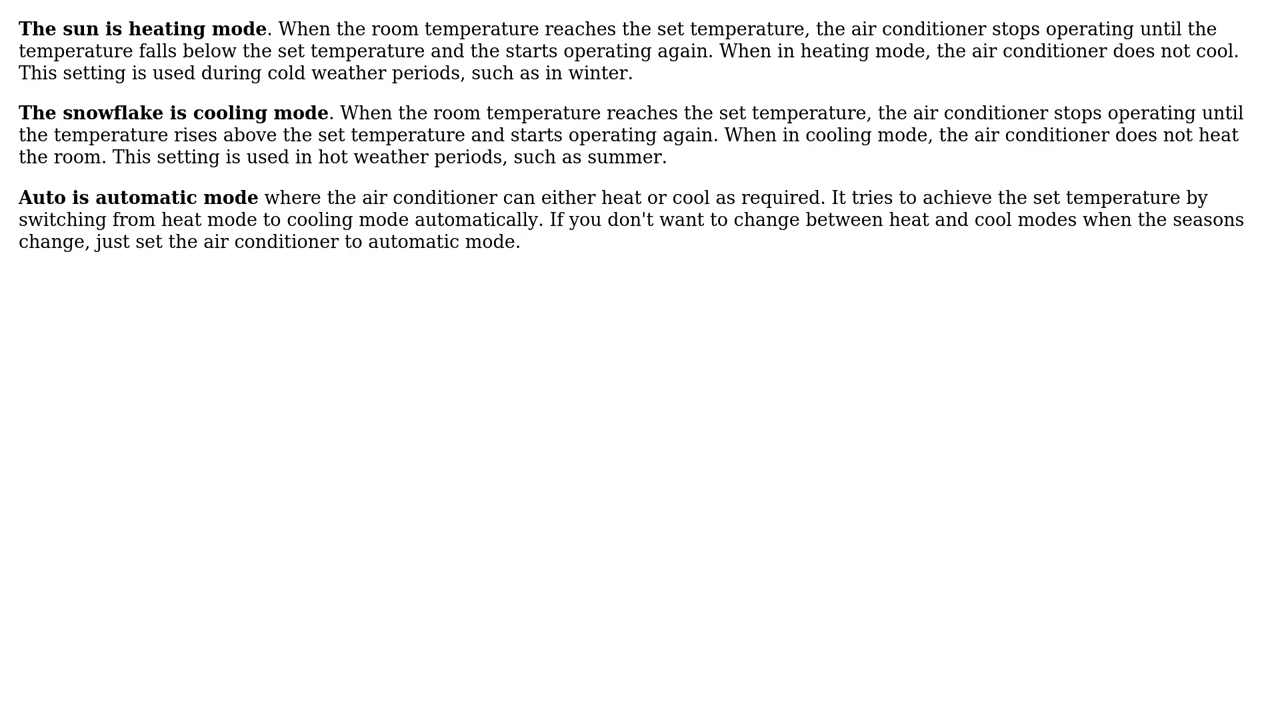 The sun is heating mode. When the room temperature reaches the set temperature, the air conditioner stops operating until the
temperature falls below the set temperature and the starts operating again. When in heating mode, the air conditioner does not cool.
This setting is used during cold weather periods, such as in winter.
The snowflake is cooling mode. When the room temperature reaches the set temperature, the air conditioner stops operating until
the temperature rises above the set temperature and starts operating again. When in cooling mode, the air conditioner does not heat
the room. This setting is used in hot weather periods, such as summer.
Auto is automatic mode where the air conditioner can either heat or cool as required. It tries to achieve the set temperature by
switching from heat mode to cooling mode automatically. If you don't want to change between heat and cool modes when the seasons
change, just set the air conditioner to automatic mode.